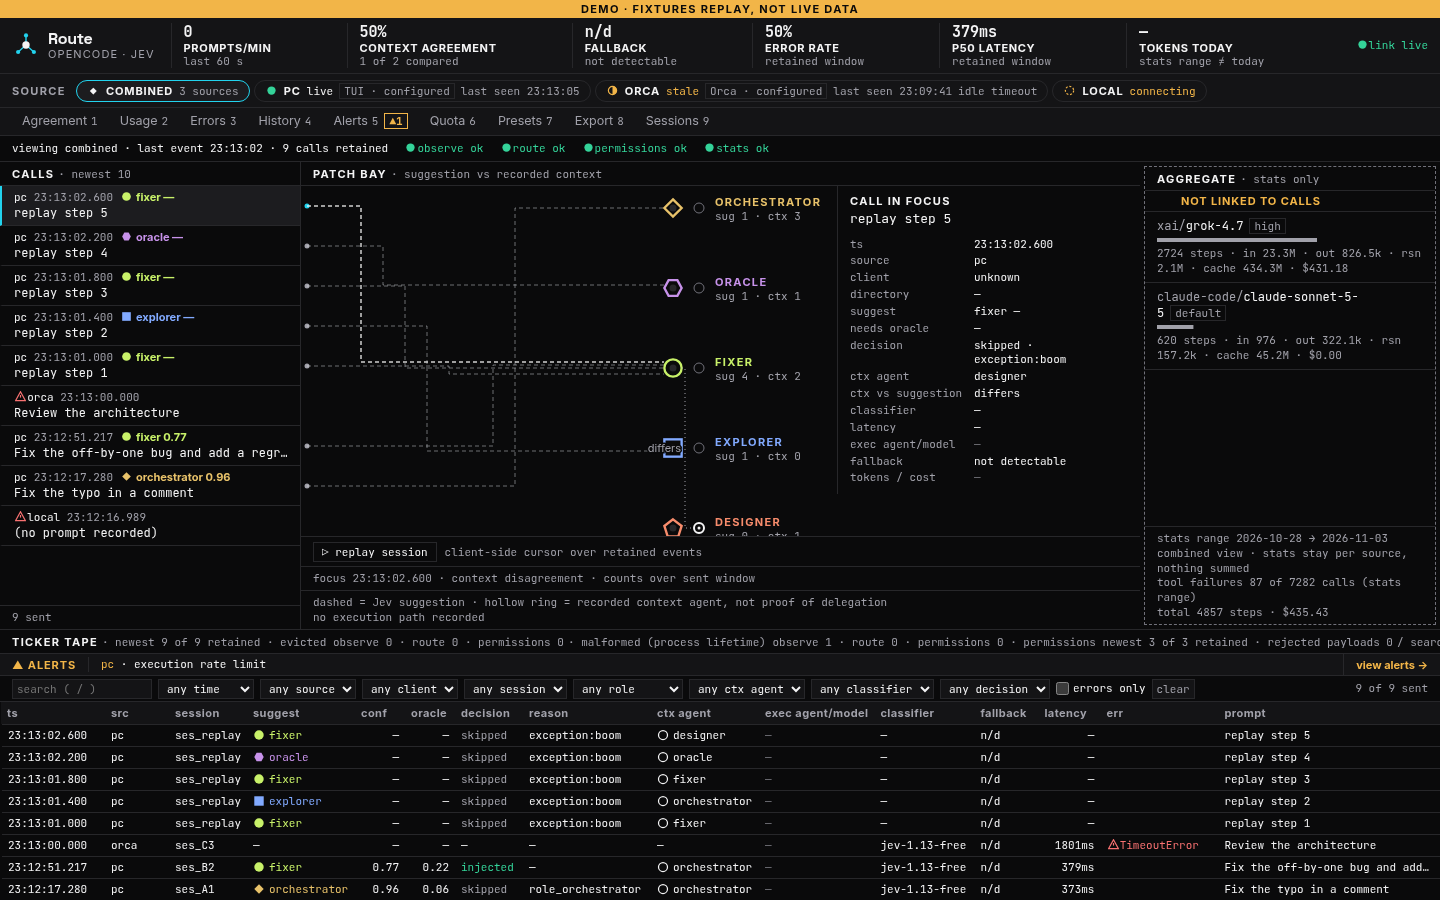 DEMO · FIXTURES REPLAY, NOT LIVE DATA
Route
OPENCODE · JEV
0
PROMPTS/MIN
last 60 s
50%
CONTEXT AGREEMENT
1 of 2 compared
n/d
FALLBACK
not detectable
50%
ERROR RATE
retained window
379ms
P50 LATENCY
retained window
—
TOKENS TODAY
stats range ≠ today
link live
SOURCE
COMBINED 3 sources
PC live TUI · configured last seen 23:13:05
ORCA stale Orca · configured last seen 23:09:41 idle timeout
LOCAL connecting
Agreement 1
Usage 2
Errors 3
History 4
Alerts 5 ▲1
Quota 6
Presets 7
Export 8
Sessions 9
viewing combined · last event 23:13:02 · 9 calls retained
observe ok
route ok
permissions ok
stats ok
CALLS · newest 10
pc 23:13:02.600 fixer —
replay step 5
pc 23:13:02.200 oracle —
replay step 4
pc 23:13:01.800 fixer —
replay step 3
pc 23:13:01.400 explorer —
replay step 2
pc 23:13:01.000 fixer —
replay step 1
orca 23:13:00.000
Review the architecture
pc 23:12:51.217 fixer 0.77
Fix the off-by-one bug and add a regr…
pc 23:12:17.280 orchestrator 0.96
Fix the typo in a comment
local 23:12:16.989
(no prompt recorded)
9 sent
PATCH BAY · suggestion vs recorded context
ORCHESTRATOR
sug 1 · ctx 3
ORACLE
sug 1 · ctx 1
FIXER
sug 4 · ctx 2
differs
EXPLORER
sug 1 · ctx 0
DESIGNER
sug 0 · ctx 1
CALL IN FOCUS
replay step 5
ts 23:13:02.600
source pc
client unknown
directory —
suggest fixer —
needs oracle —
decision skipped ·
exception:boom
ctx agent designer
ctx vs suggestion differs
classifier —
latency —
exec agent/model —
fallback not detectable
tokens / cost —
▷ replay session client-side cursor over retained events
focus 23:13:02.600 · context disagreement · counts over sent window
dashed = Jev suggestion · hollow ring = recorded context agent, not proof of delegation
no execution path recorded
AGGREGATE · stats only
NOT LINKED TO CALLS
xai/grok-4.7 high
2724 steps · in 23.3M · out 826.5k · rsn
2.1M · cache 434.3M · $431.18
claude-code/claude-sonnet-5-
5 default
620 steps · in 976 · out 322.1k · rsn
157.2k · cache 45.2M · $0.00
stats range 2026-10-28 → 2026-11-03
combined view · stats stay per source,
nothing summed
tool failures 87 of 7282 calls (stats
range)
total 4857 steps · $435.43
TICKER TAPE · newest 9 of 9 retained · evicted observe 0 · route 0 · permissions 0 · malformed (process lifetime) observe 1 · route 0 · permissions 0 · permissions newest 3 of 3 retained · rejected payloads 0 / searc
▲ ALERTS pc · execution rate limit view alerts →
search ( / ) any time any source any client any session any role any ctx agent any classifier any decision errors only clear 9 of 9 sent
ts src session suggest conf oracle decision reason ctx agent exec agent/model classifier fallback latency err prompt
23:13:02.600 pc ses_replay fixer — — skipped exception:boom designer — — n/d — replay step 5
23:13:02.200 pc ses_replay oracle — — skipped exception:boom oracle — — n/d — replay step 4
23:13:01.800 pc ses_replay fixer — — skipped exception:boom fixer — — n/d — replay step 3
23:13:01.400 pc ses_replay explorer — — skipped exception:boom orchestrator — — n/d — replay step 2
23:13:01.000 pc ses_replay fixer — — skipped exception:boom fixer — — n/d — replay step 1
23:13:00.000 orca ses_C3 — — — — — — — jev-1.13-free n/d 1801ms TimeoutError Review the architecture
23:12:51.217 pc ses_B2 fixer 0.77 0.22 injected — orchestrator — jev-1.13-free n/d 379ms Fix the off-by-one bug and add…
23:12:17.280 pc ses_A1 orchestrator 0.96 0.06 skipped role_orchestrator orchestrator — jev-1.13-free n/d 373ms Fix the typo in a comment